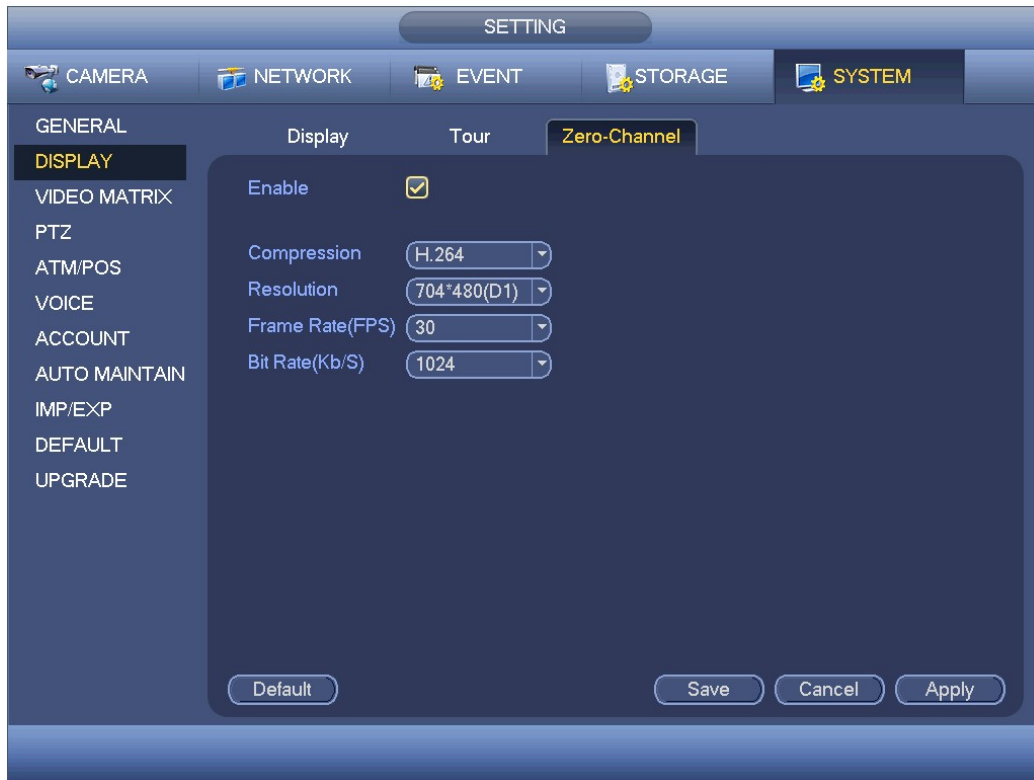 SETTING
CAMERA NETWORK EVENT STORAGE SYSTEM
GENERAL
DISPLAY
VIDEO MATRIX
PTZ
ATM/POS
VOICE
ACCOUNT
AUTO MAINTAIN
IMP/EXP
DEFAULT
UPGRADE
Display Tour Zero-Channel
Enable
Compression H.264
Resolution 704*480(D1)
Frame Rate(FPS) 30
Bit Rate(Kb/S) 1024
Default Save Cancel Apply